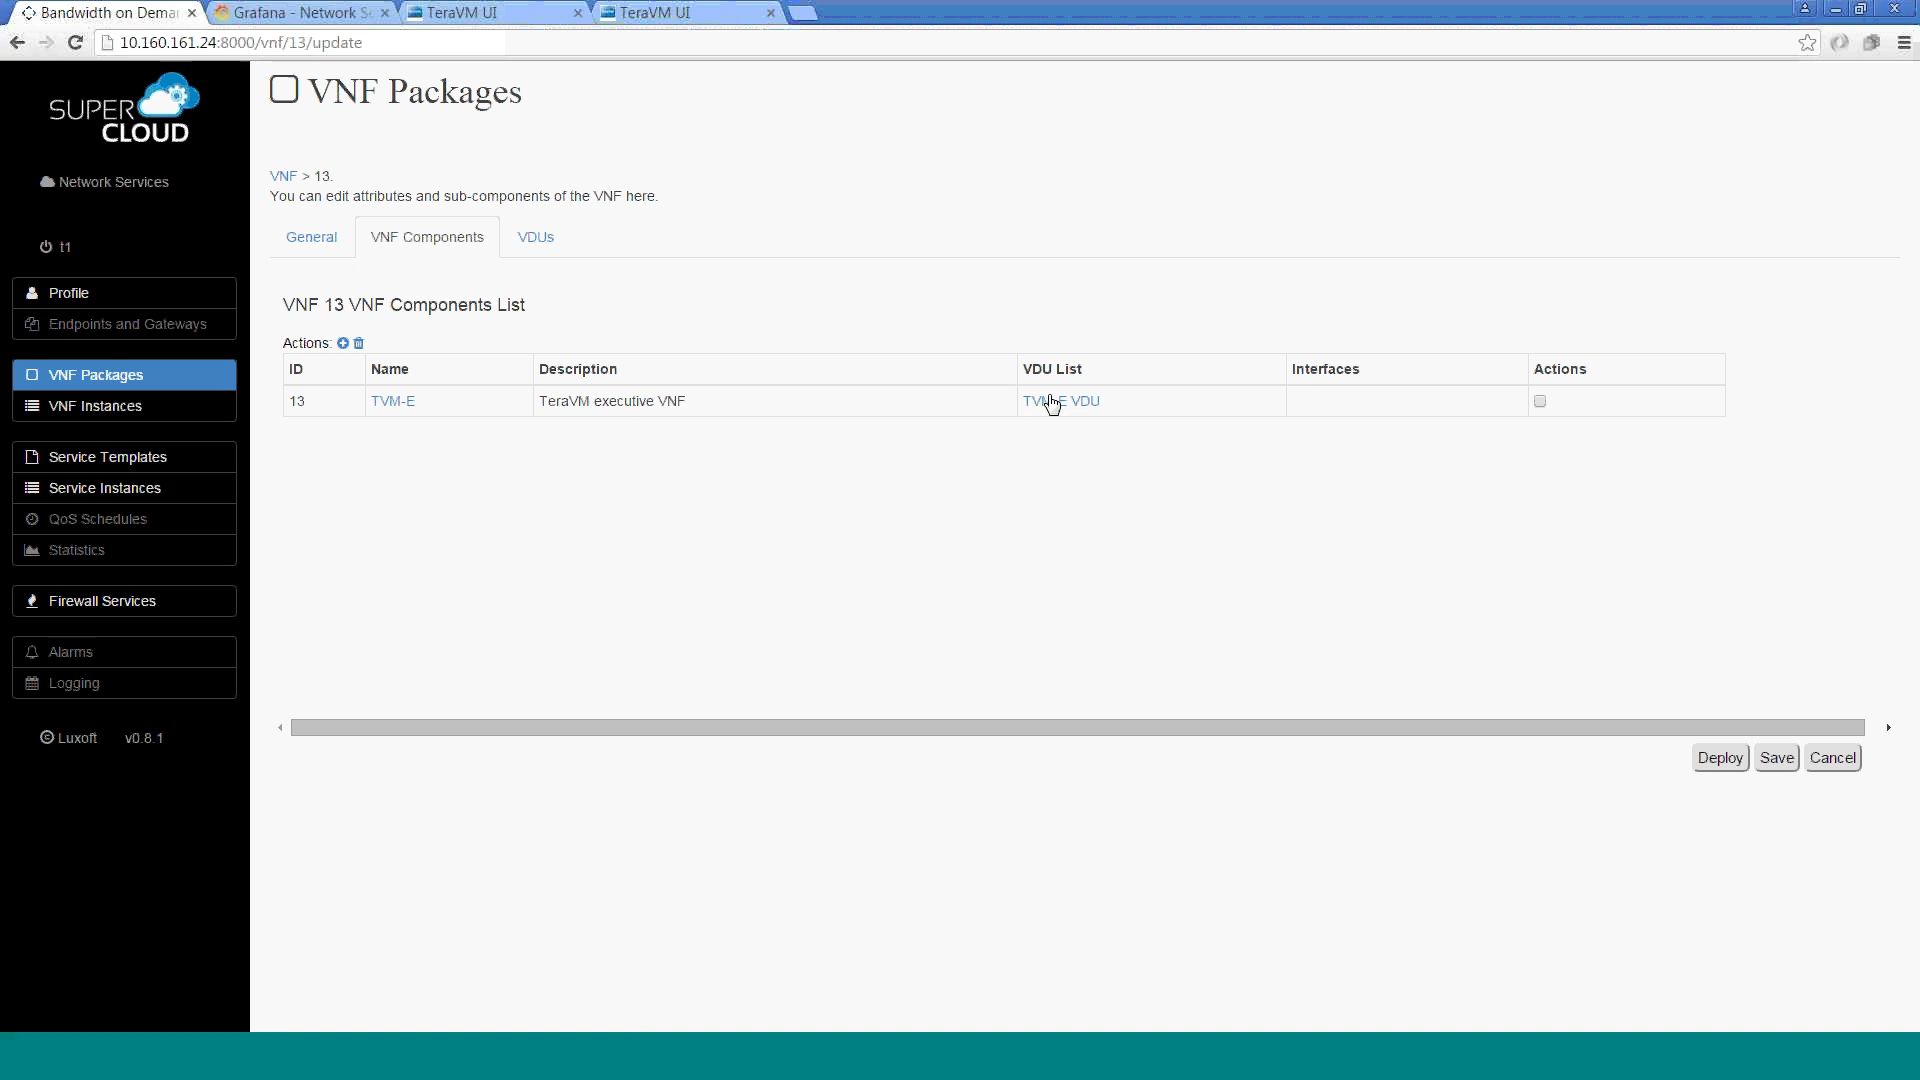 Bandwidth on Demar
Grafana - Network Se
TeraVM UI
TeraVM UI
10.160.161.24:8000/vnf/13/update
SUPER
CLOUD
Network Services
t1
Profile
Endpoints and Gateways
VNF Packages
VNF Instances
Service Templates
Service Instances
QoS Schedules
Statistics
Firewall Services
Alarms
Logging
© Luxoft v0.8.1
VNF Packages
VNF > 13.
You can edit attributes and sub-components of the VNF here.
General VNF Components VDUs
VNF 13 VNF Components List
Actions:
ID Name Description VDU List Interfaces Actions
13 TVM-E TeraVM executive VNF TVM-E VDU
Deploy Save Cancel